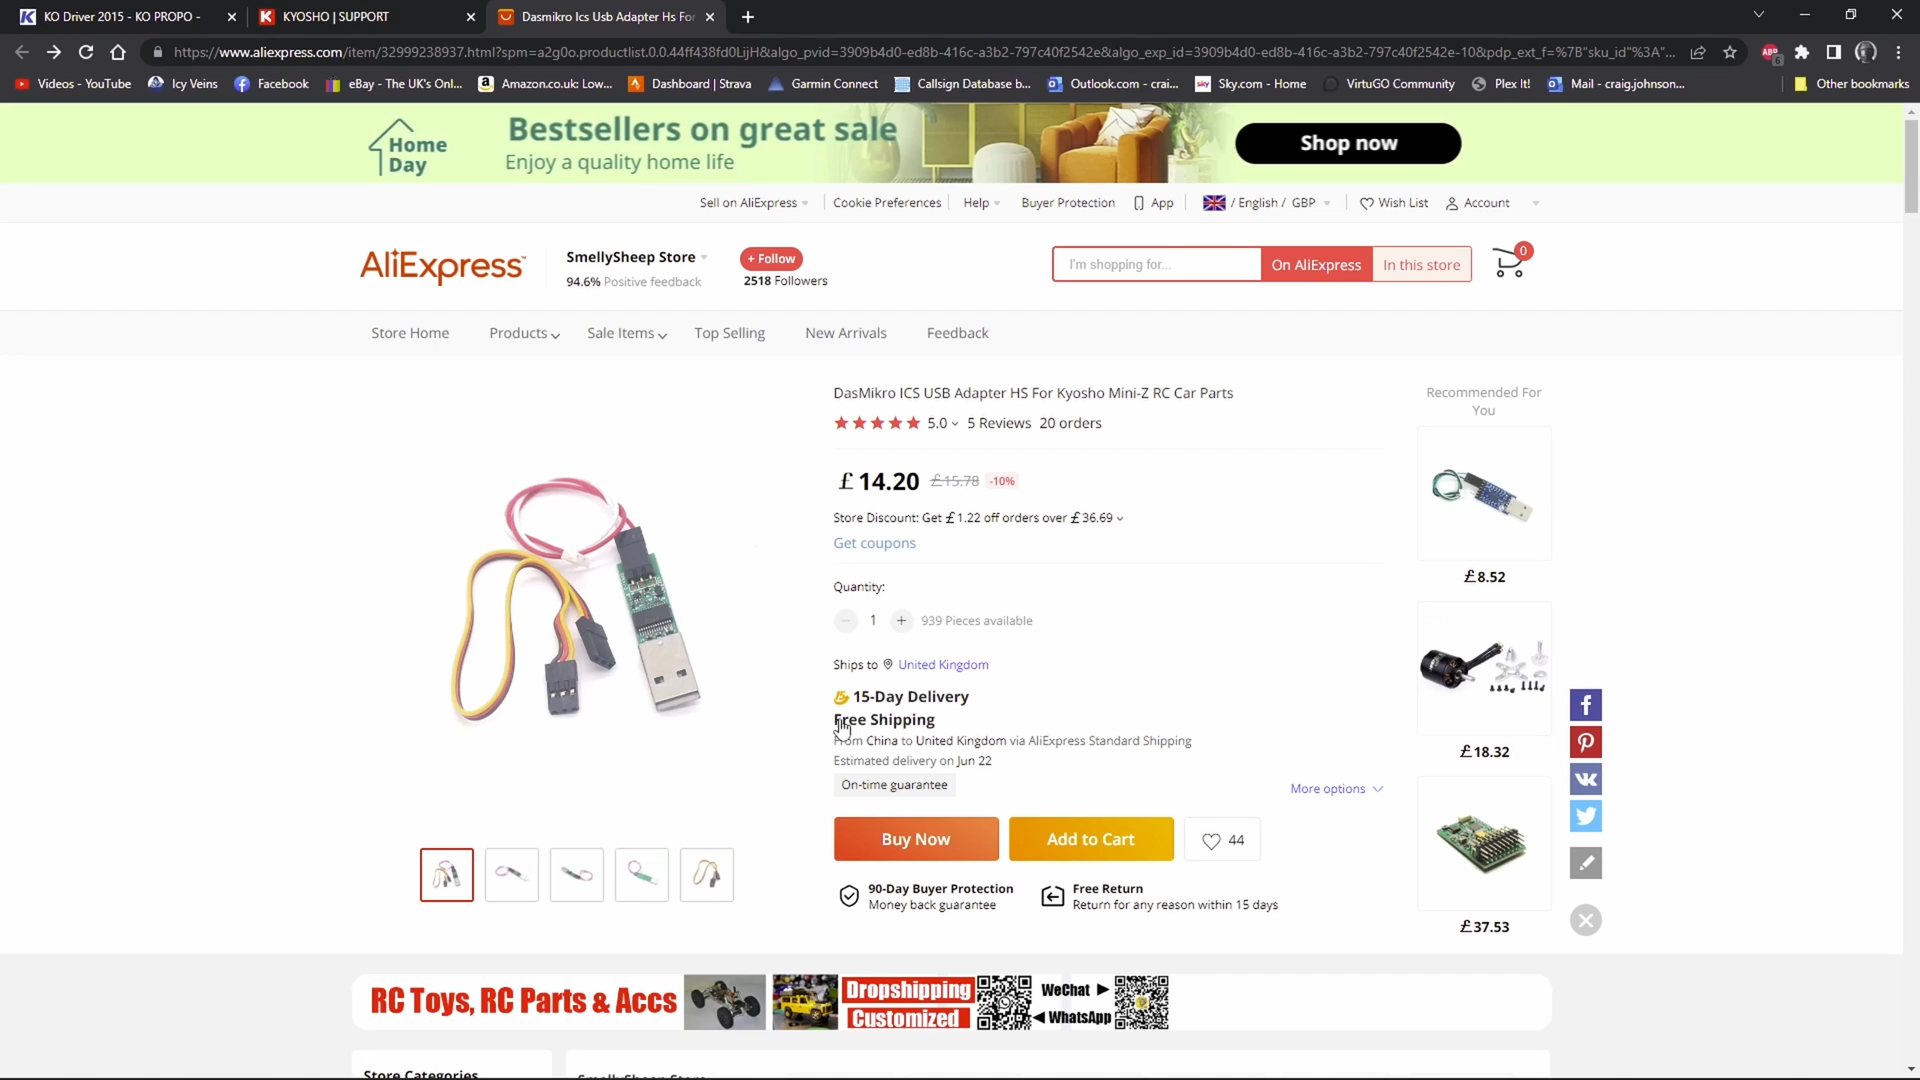 KO Driver 2015 - KO PROPO -
KYOSHO | SUPPORT
Dasmikro Ics Usb Adapter Hs For
https://www.aliexpress.com/item/32999238937.html?spm=a2g0o.productlist.0.0.44ff438fd0LijH&algo_pvid=3909b4d0-ed8b-416c-a3b2-797c40f2542e&algo_exp_id=3909b4d0-ed8b-416c-a3b2-797c40f2542e-10&pdp_ext_f=%7B"sku_id"%3A"...
Videos - YouTube
Icy Veins
Facebook
eBay - The UK's Onl...
Amazon.co.uk: Low...
Dashboard | Strava
Garmin Connect
Callsign Database b...
Outlook.com - crai...
Sky.com - Home
VirtuGO Community
Plex It!
Mail - craig.johnson...
Other bookmarks
Home
Day
Bestsellers on great sale
Enjoy a quality home life
Shop now
Sell on AliExpress
Cookie Preferences
Help
Buyer Protection
App
/ English / GBP
Wish List
Account
AliExpress
SmellySheep Store
94.6% Positive feedback
+ Follow
2518 Followers
I'm shopping for...
On AliExpress
In this store
0
Store Home
Products
Sale Items
Top Selling
New Arrivals
Feedback
DasMikro ICS USB Adapter HS For Kyosho Mini-Z RC Car Parts
5.0
5 Reviews
20 orders
£14.20 £15.78 -10%
Store Discount: Get £1.22 off orders over £36.69
Get coupons
Quantity:
− 1 + 939 Pieces available
Ships to United Kingdom
15-Day Delivery
Free Shipping
From China to United Kingdom via AliExpress Standard Shipping
Estimated delivery on Jun 22
On-time guarantee
More options
Buy Now
Add to Cart
44
90-Day Buyer Protection
Money back guarantee
Free Return
Return for any reason within 15 days
Recommended For
You
£8.52
£18.32
£37.53
RC Toys, RC Parts & Accs
Dropshipping
Customized
WeChat
WhatsApp
Store Categories
SmellySheep Store